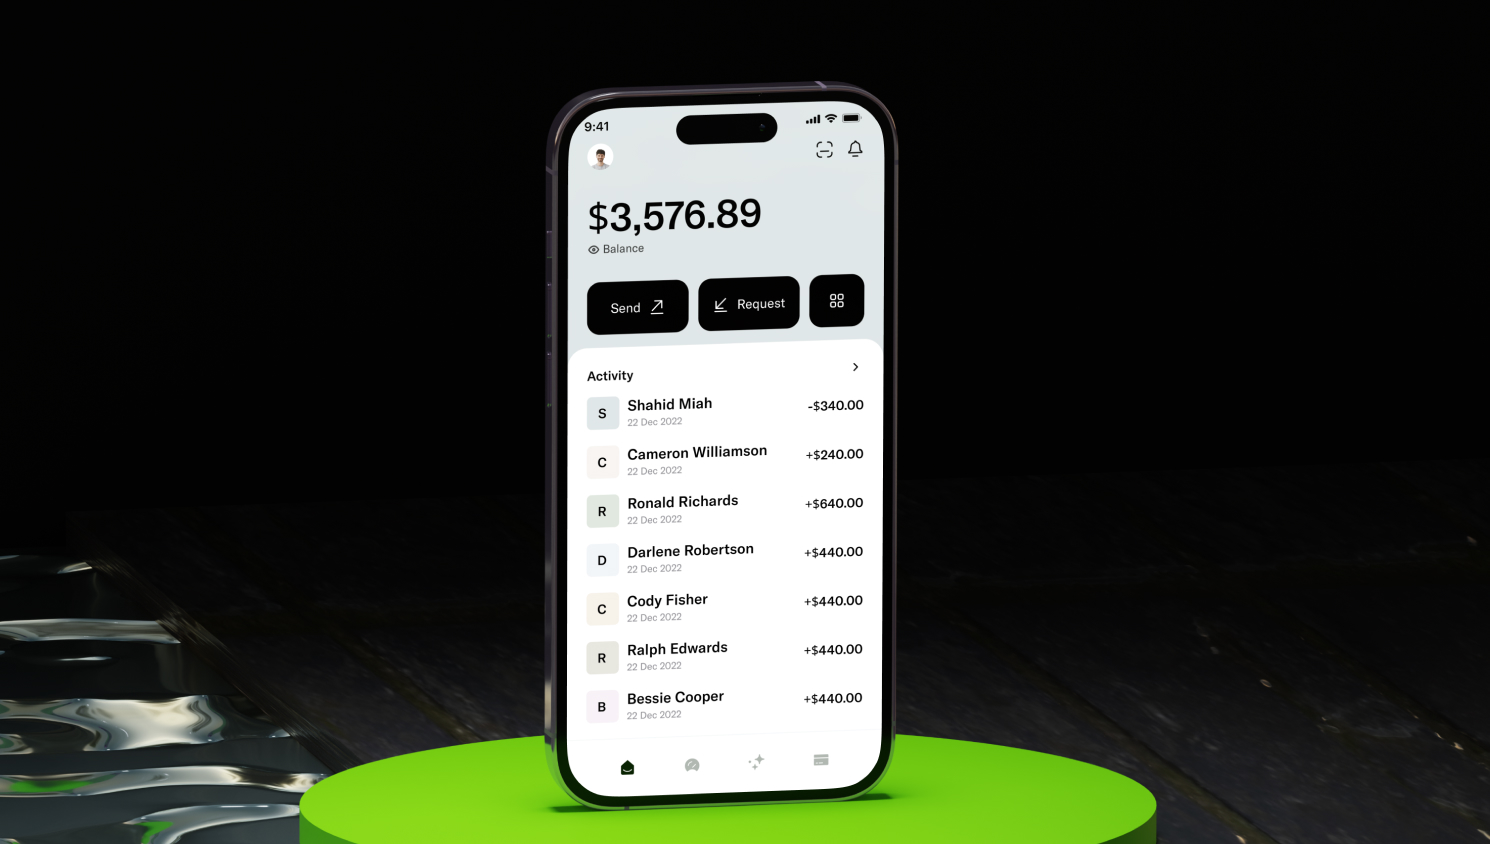 9:41
$3,576.89
Balance
Send
Request
Activity
S
Shahid Miah
-$340.00
22 Dec 2022
C
Cameron Williamson
+$240.00
22 Dec 2022
R
Ronald Richards
+$640.00
22 Dec 2022
D
Darlene Robertson
+$440.00
22 Dec 2022
C
Cody Fisher
+$440.00
22 Dec 2022
R
Ralph Edwards
+$440.00
22 Dec 2022
B
Bessie Cooper
+$440.00
22 Dec 2022